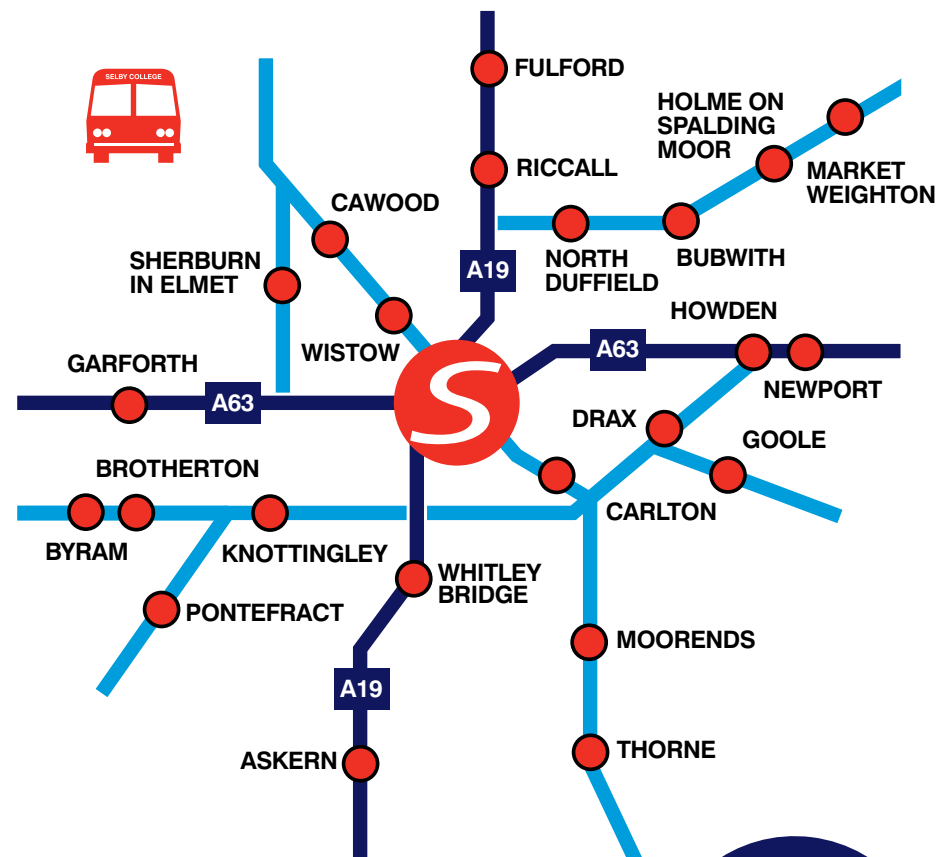 SELBY COLLEGE
FULFORD
HOLME ON
SPALDING
MOOR
RICCALL
MARKET
WEIGHTON
CAWOOD
NORTH
DUFFIELD
BUBWITH
SHERBURN
IN ELMET
A19
HOWDEN
WISTOW
A63
GARFORTH
NEWPORT
A63
S
DRAX
GOOLE
BROTHERTON
CARLTON
BYRAM
KNOTTINGLEY
WHITLEY
BRIDGE
PONTEFRACT
MOORENDS
A19
THORNE
ASKERN